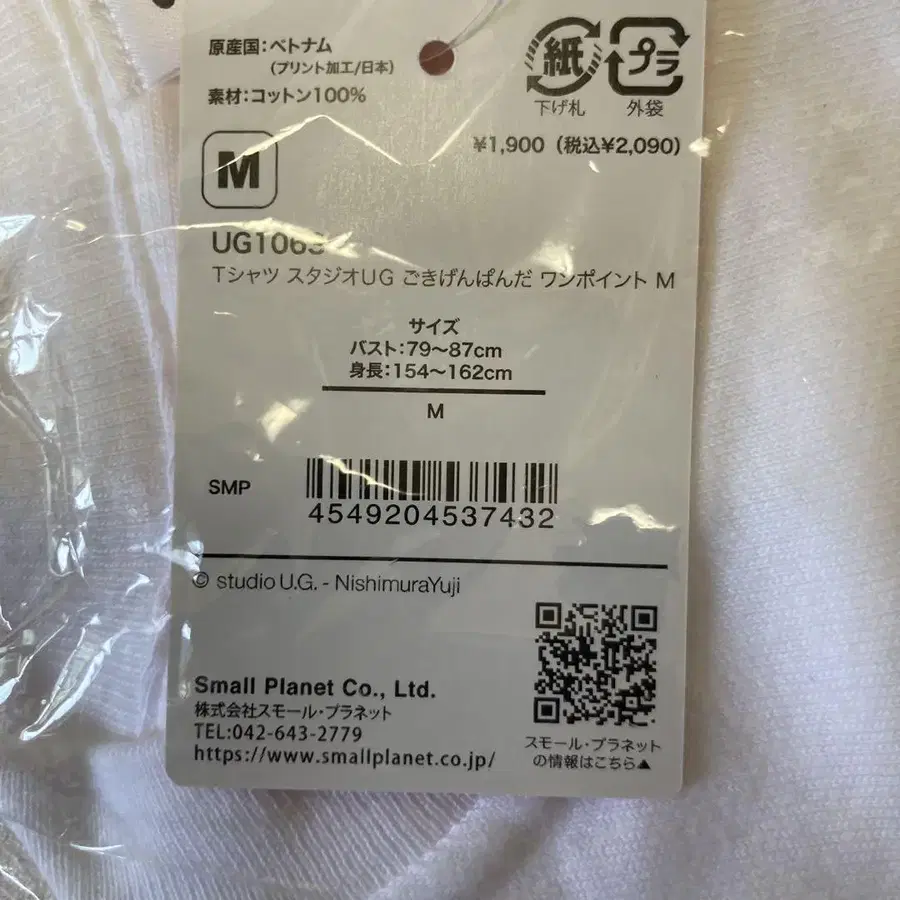 原産国:ベトナム
(プリント加工/日本)
素材:コットン100%
紙
下げ札
プラ
外袋
¥1,900(税込¥2,090)
M
UG1063
Tシャツ スタジオUG ごきげんぱんだ ワンポイント M
サイズ
バスト:79〜87cm
身長:154〜162cm
M
SMP
4549204537432
© studio U.G. - NishimuraYuji
Small Planet Co., Ltd.
株式会社スモール・プラネット
TEL:042-643-2779
https://www.smallplanet.co.jp/
スモール・プラネット
の情報はこちら▲